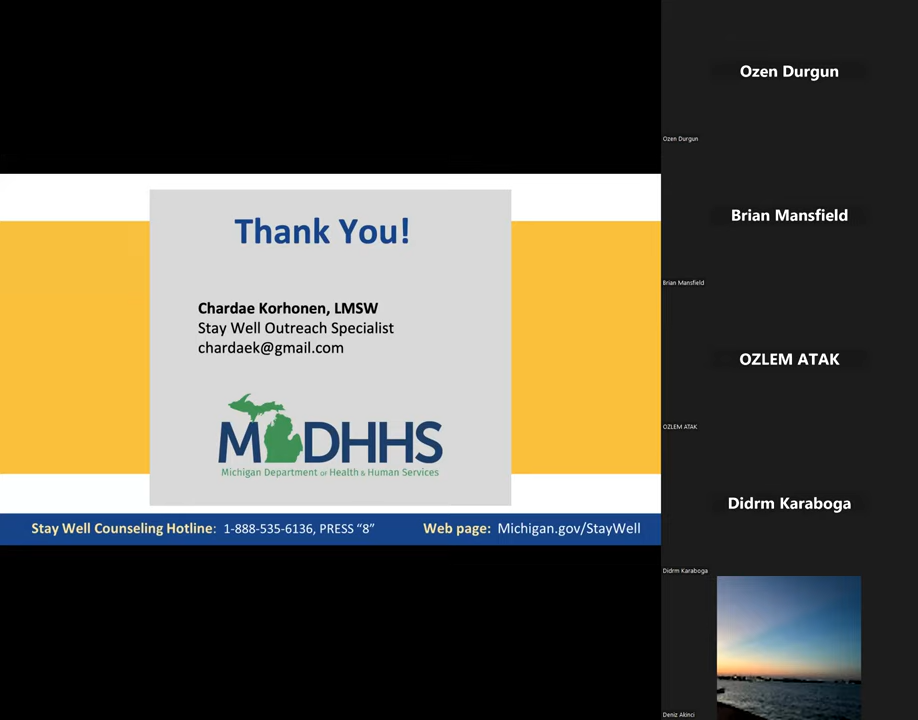 Thank You!
Chardae Korhonen, LMSW
Stay Well Outreach Specialist
chardaek@gmail.com
MDHHS
Michigan Department of Health & Human Services
Stay Well Counseling Hotline: 1-888-535-6136, PRESS “8”
Web page: Michigan.gov/StayWell
Ozen Durgun
Ozen Durgun
Brian Mansfield
Brian Mansfield
OZLEM ATAK
OZLEM ATAK
Didrm Karaboga
Didrm Karaboga
Deniz Akinci